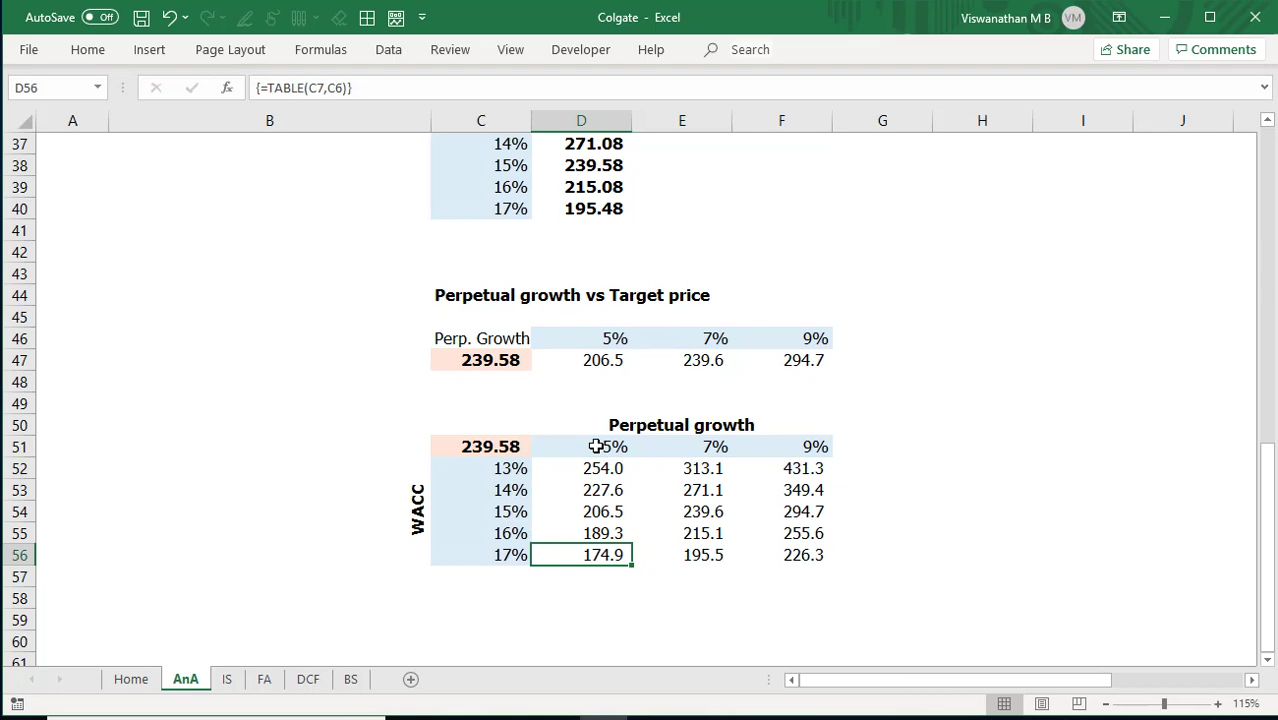 AutoSave Off Colgate - Excel Viswanathan M B VM
File Home Insert Page Layout Formulas Data Review View Developer Help Search Share Comments
D56 fx {=TABLE(C7,C6)}
A B C D E F G H I J
37 14% 271.08
38 15% 239.58
39 16% 215.08
40 17% 195.48
41
42
43
44 Perpetual growth vs Target price
45
46 Perp. Growth 5% 7% 9%
47 239.58 206.5 239.6 294.7
48
49
50 Perpetual growth
51 239.58 5% 7% 9%
52 13% 254.0 313.1 431.3
53 14% 227.6 271.1 349.4
54 15% 206.5 239.6 294.7
55 16% 189.3 215.1 255.6
56 17% 174.9 195.5 226.3
WACC
57
58
59
60
61
Home AnA IS FA DCF BS
115%